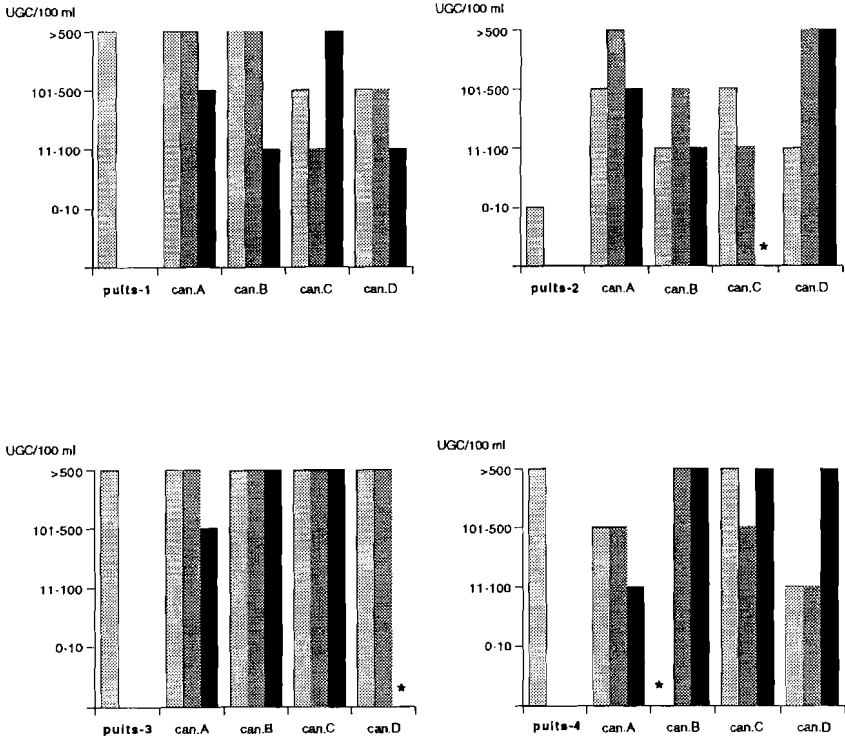 UGC/100 ml
>500
101-500
11-100
0-10
puits-1 can.A can.B can.C can.D
UGC/100 ml
>500
101-500
11-100
0-10
★
puits-2 can.A can.B can.C can.D
UGC/100 ml
>500
101-500
11-100
0-10
★
puits-3 can.A can.B can.C can.D
UGC/100 ml
>500
101-500
11-100
0-10
★
puits-4 can.A can.B can.C can.D